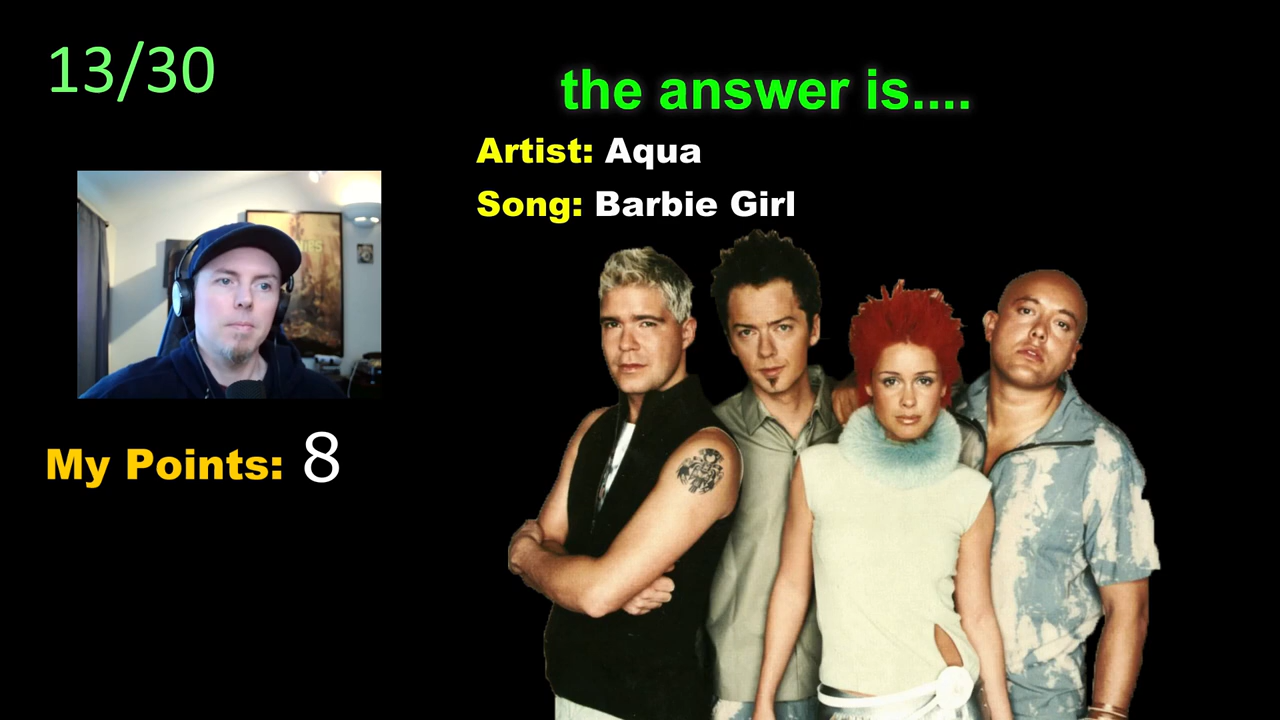 13/30
the answer is....
Artist: Aqua
Song: Barbie Girl
My Points: 8